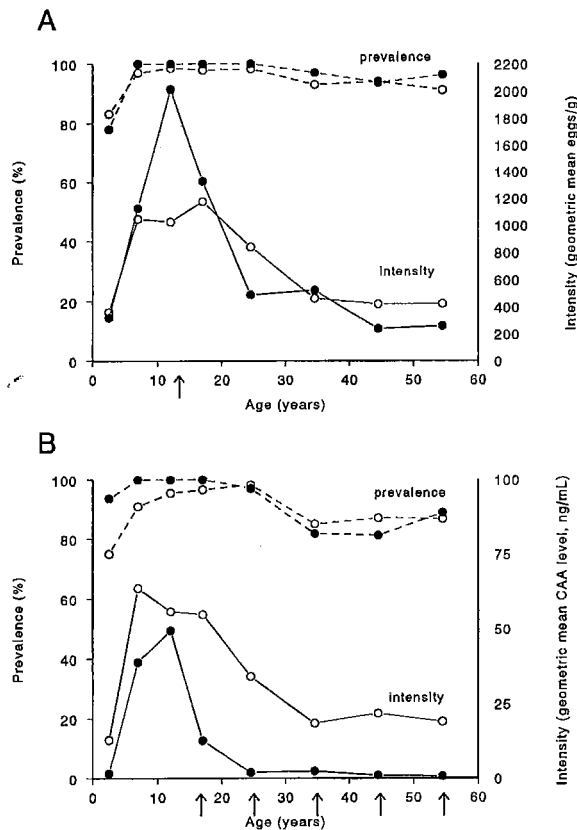 A
prevalence
intensity
Prevalence (%)
100
80
60
40
20
0
Intensity (geometric mean eggs/g)
2200
2000
1800
1600
1400
1200
1000
800
600
400
200
0
0 10 20 30 40 50 60
Age (years)
B
prevalence
intensity
Prevalence (%)
100
80
60
40
20
0
Intensity (geometric mean CAA level, ng/mL)
100
75
50
25
0
0 10 20 30 40 50 60
Age (years)